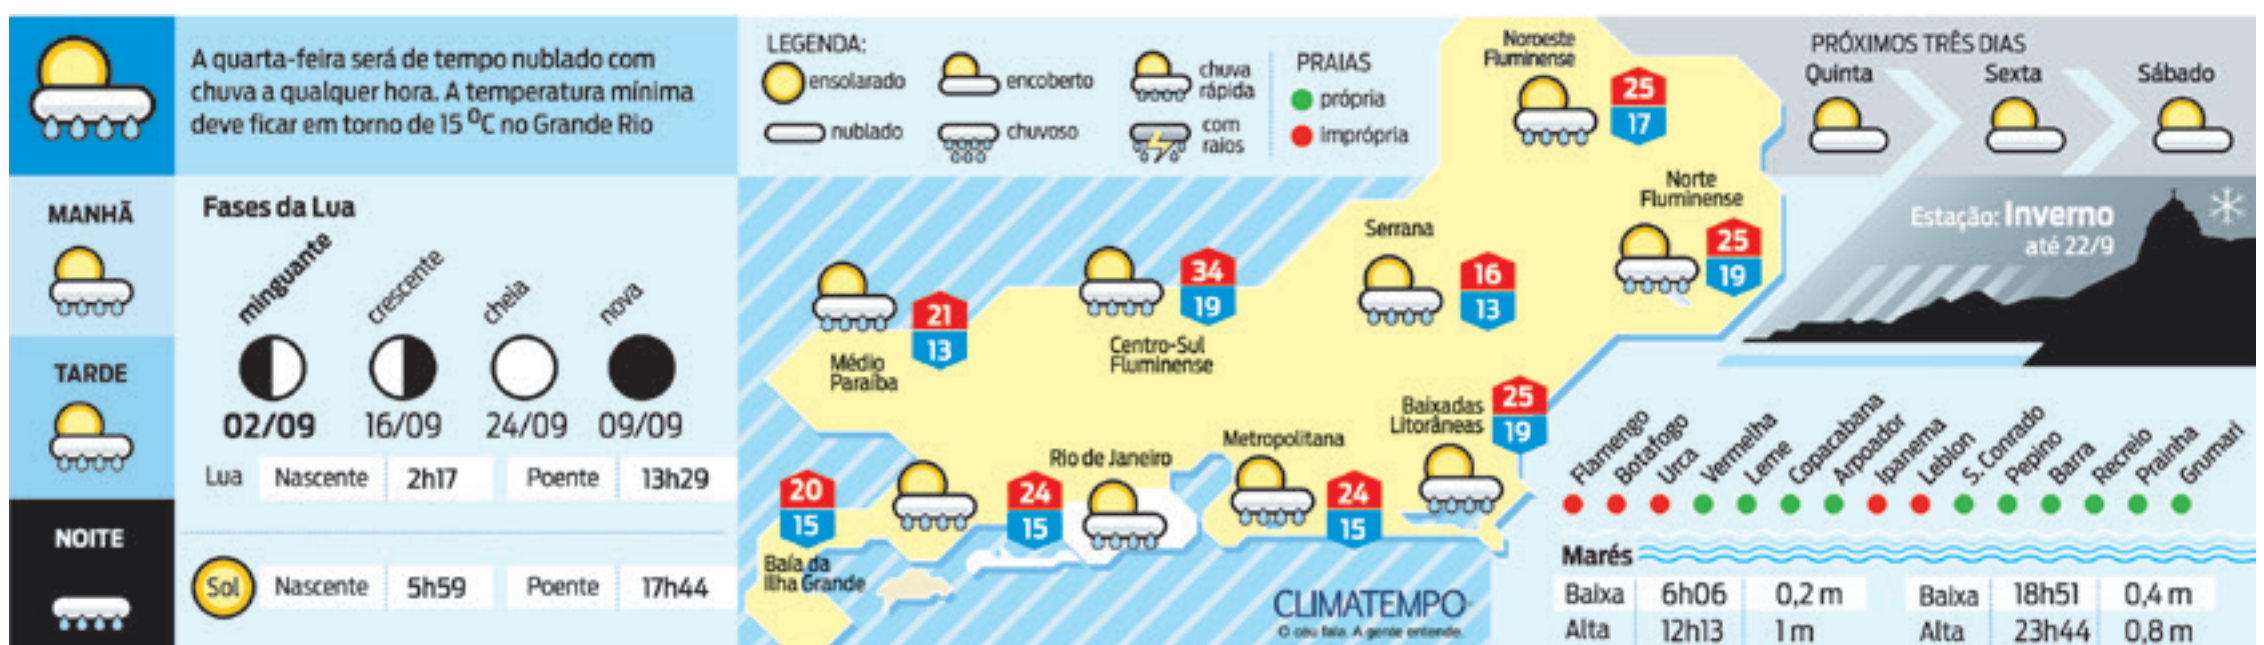 A quarta-feira será de tempo nublado com
chuva a qualquer hora. A temperatura mínima
deve ficar em torno de 15 ºC no Grande Rio
MANHÃ
TARDE
NOITE
Fases da Lua
minguante
crescente
cheia
nova
02/09
16/09
24/09
09/09
Lua Nascente 2h17 Poente 13h29
Sol Nascente 5h59 Poente 17h44
LEGENDA:
ensolarado
encoberto
chuva
rápida
nublado
chuvoso
com
raios
PRAIAS
própria
imprópria
Noroeste
Fluminense
25
17
Norte
Fluminense
25
19
Serrana
16
13
34
19
Centro-Sul
Fluminense
21
13
Médio
Paraíba
Baixadas
Litorâneas
25
19
Metropolitana
24
15
Rio de Janeiro
24
15
20
15
Baía da
Ilha Grande
CLIMATEMPO
O céu fala. A gente entende.
PRÓXIMOS TRÊS DIAS
Quinta
Sexta
Sábado
Estação: Inverno
até 22/9
Flamengo
Botafogo
Urca
Vermelha
Leme
Copacabana
Arpoador
Ipanema
Leblon
S. Conrado
Pepino
Barra
Recreio
Prainha
Grumari
Marés
Baixa 6h06 0,2 m Baixa 18h51 0,4 m
Alta 12h13 1 m Alta 23h44 0,8 m